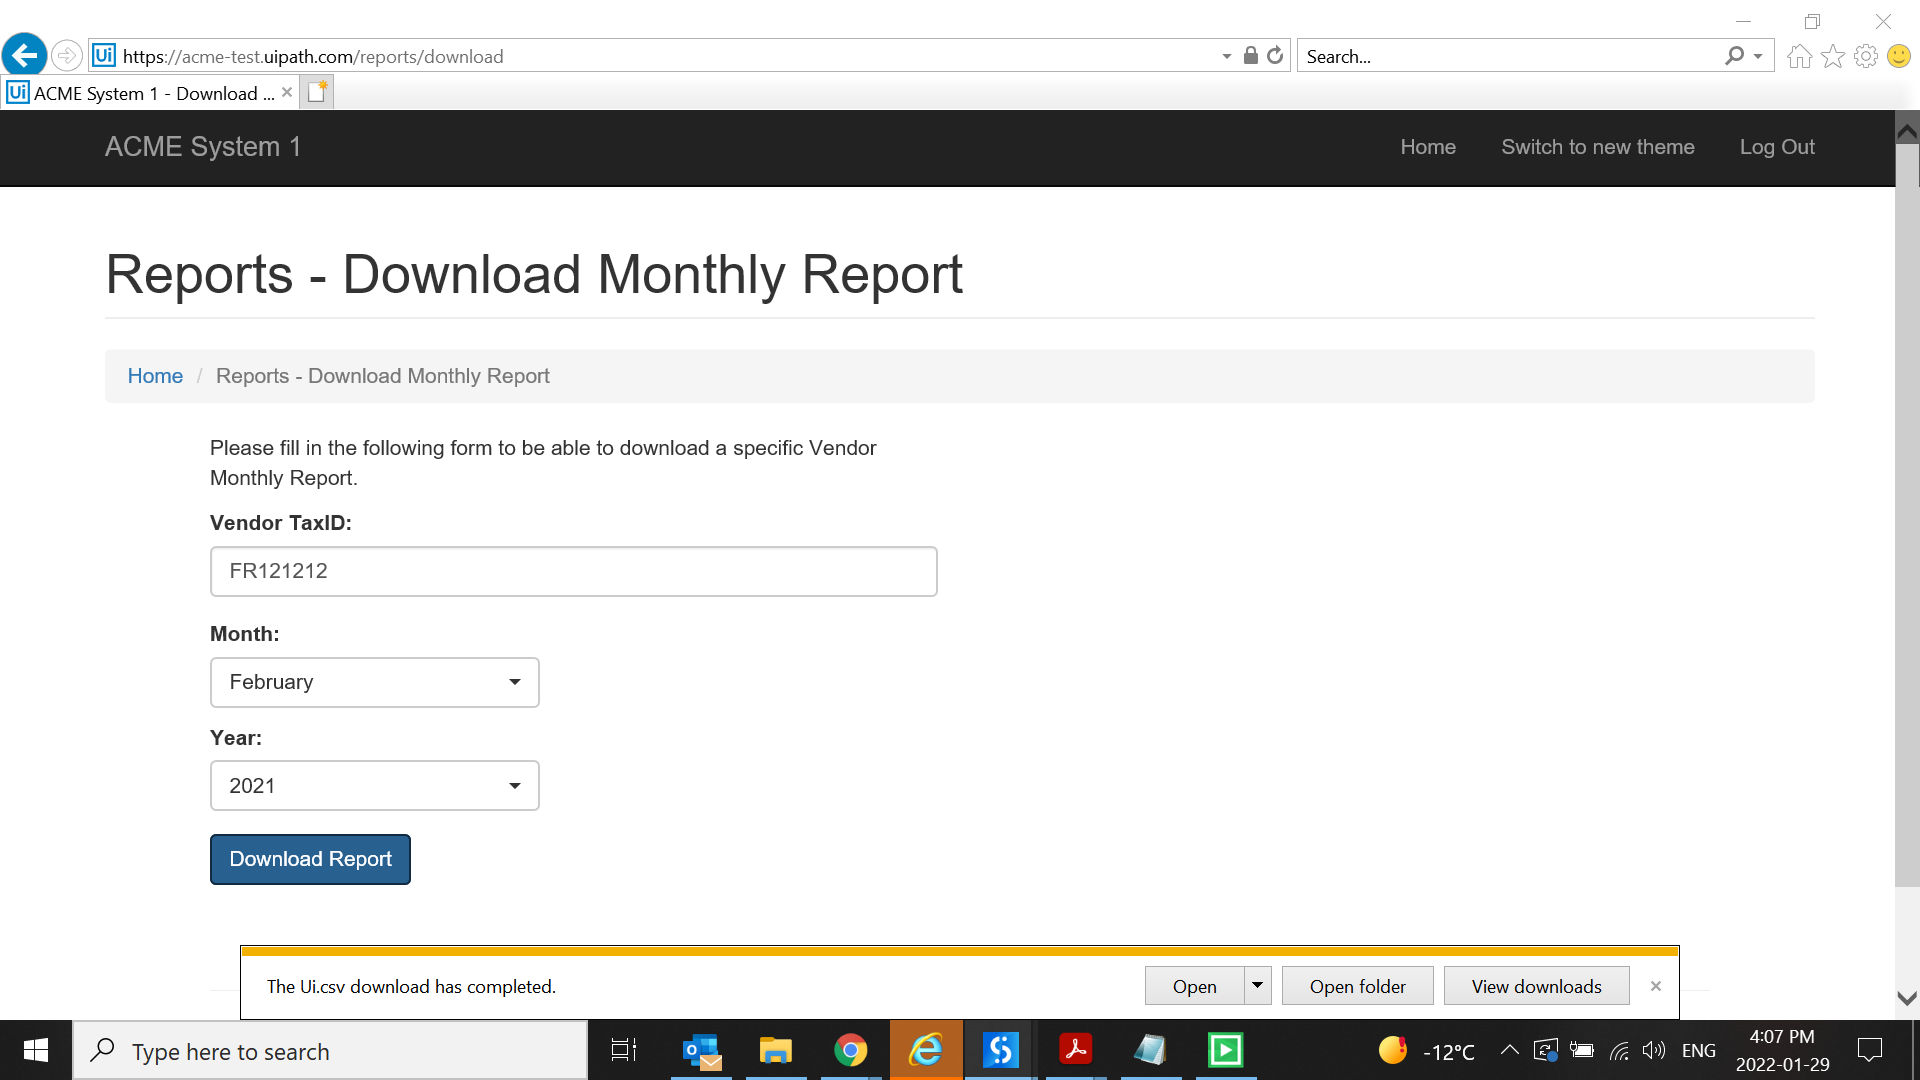 Ui https://acme-test.uipath.com/reports/download
Search...
Ui ACME System 1 - Download ...
ACME System 1
Home
Switch to new theme
Log Out
Reports - Download Monthly Report
Home / Reports - Download Monthly Report
Please fill in the following form to be able to download a specific Vendor
Monthly Report.
Vendor TaxID:
FR121212
Month:
February
Year:
2021
Download Report
The Ui.csv download has completed.
Open
Open folder
View downloads
Type here to search
-12°C
ENG
4:07 PM
2022-01-29